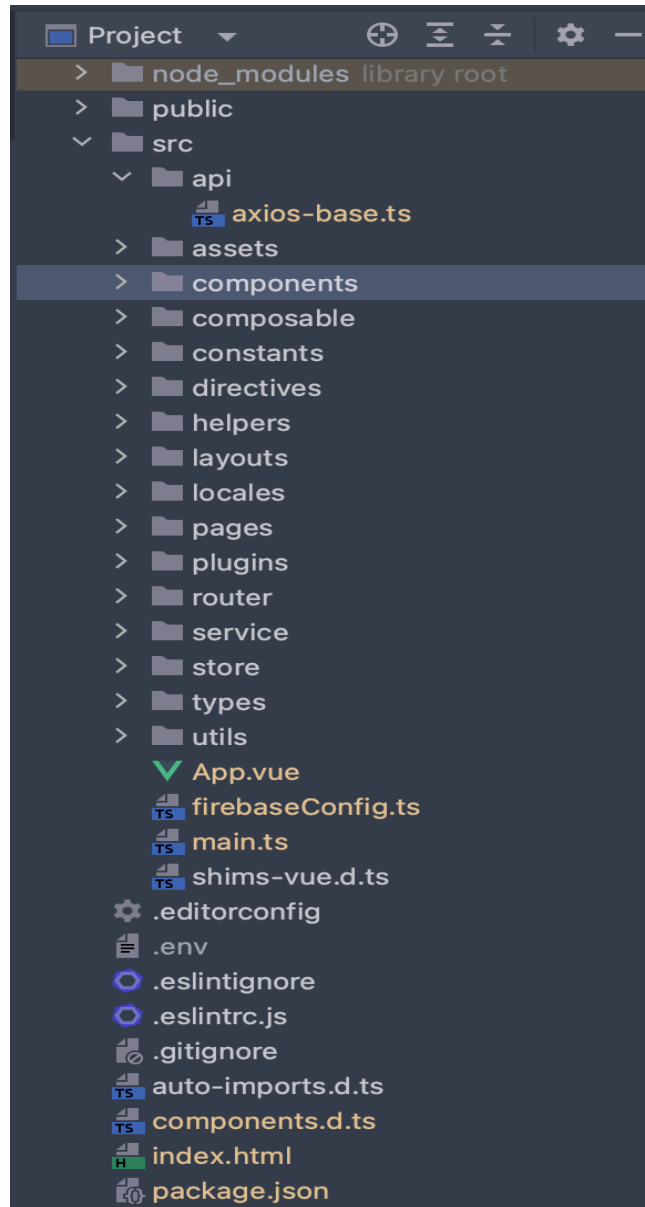 Project
node_modules library root
public
src
api
TS axios-base.ts
assets
components
composable
constants
directives
helpers
layouts
locales
pages
plugins
router
service
store
types
utils
App.vue
TS firebaseConfig.ts
TS main.ts
TS shims-vue.d.ts
.editorconfig
.env
.eslintignore
.eslintrc.js
.gitignore
TS auto-imports.d.ts
TS components.d.ts
H index.html
package.json